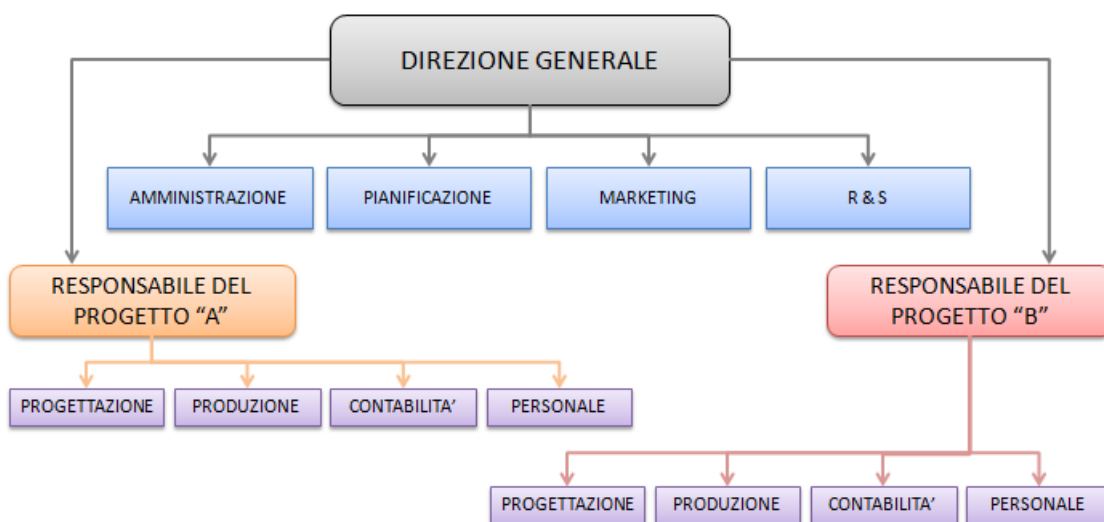 DIREZIONE GENERALE
AMMINISTRAZIONE
PIANIFICAZIONE
MARKETING
R & S
RESPONSABILE DEL
PROGETTO “A”
RESPONSABILE DEL
PROGETTO “B”
PROGETTAZIONE
PRODUZIONE
CONTABILITA’
PERSONALE
PROGETTAZIONE
PRODUZIONE
CONTABILITA’
PERSONALE